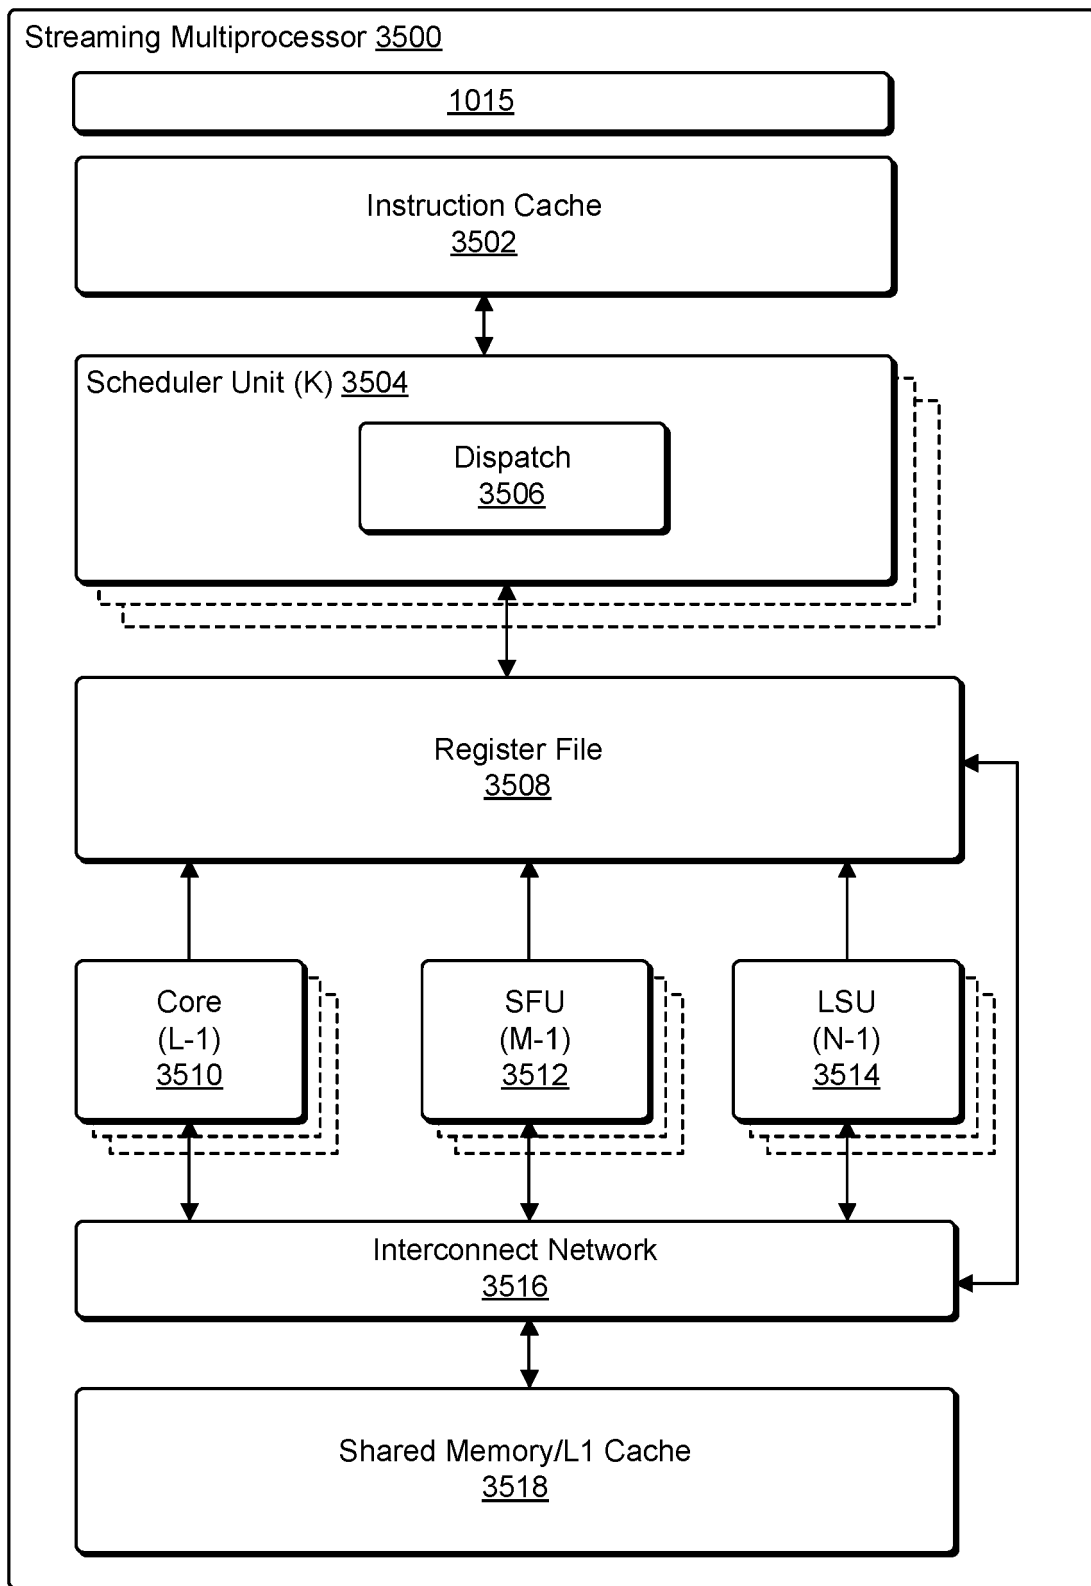 Streaming Multiprocessor 3500
1015
Instruction Cache
3502
Scheduler Unit (K) 3504
Dispatch
3506
Register File
3508
Core
(L-1)
3510
SFU
(M-1)
3512
LSU
(N-1)
3514
Interconnect Network
3516
Shared Memory/L1 Cache
3518